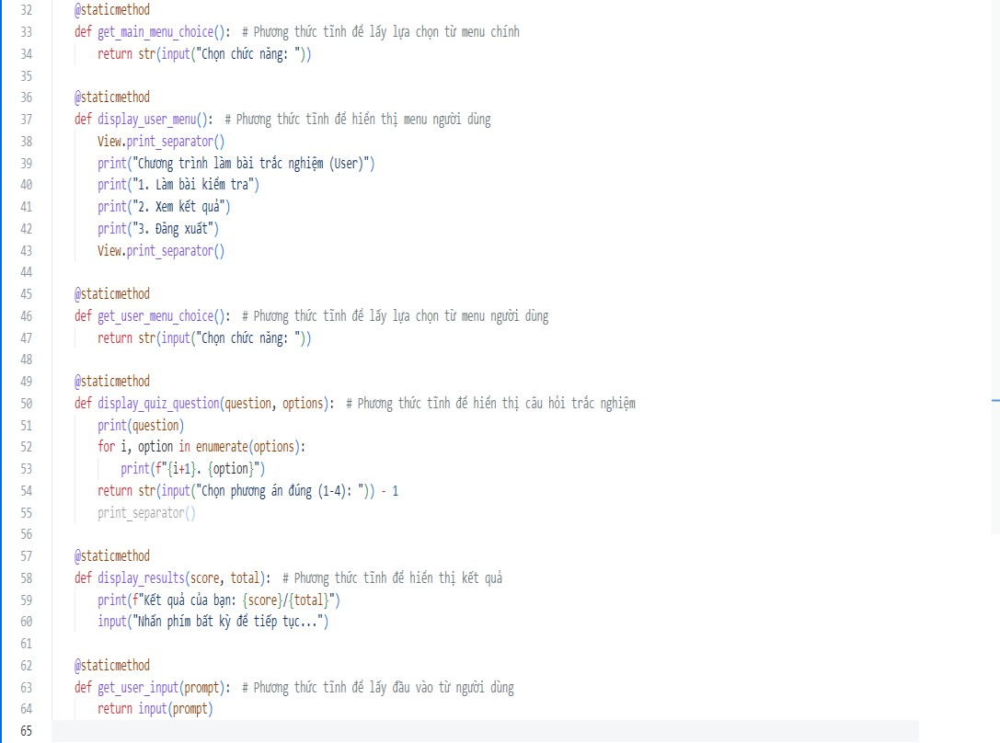 32 @staticmethod
33 def get_main_menu_choice(): # Phương thức tĩnh để lấy lựa chọn từ menu chính
34 return str(input("Chọn chức năng: "))
35
36 @staticmethod
37 def display_user_menu(): # Phương thức tĩnh để hiển thị menu người dùng
38 View.print_separator()
39 print("Chương trình làm bài trắc nghiệm (User)")
40 print("1. Làm bài kiểm tra")
41 print("2. Xem kết quả")
42 print("3. Đăng xuất")
43 View.print_separator()
44
45 @staticmethod
46 def get_user_menu_choice(): # Phương thức tĩnh để lấy lựa chọn từ menu người dùng
47 return str(input("Chọn chức năng: "))
48
49 @staticmethod
50 def display_quiz_question(question, options): # Phương thức tĩnh để hiển thị câu hỏi trắc nghiệm
51 print(question)
52 for i, option in enumerate(options):
53 print(f"{i+1}. {option}")
54 return str(input("Chọn phương án đúng (1-4): ")) - 1
55 print_separator()
56
57 @staticmethod
58 def display_results(score, total): # Phương thức tĩnh để hiển thị kết quả
59 print(f"Kết quả của bạn: {score}/{total}")
60 input("Nhấn phím bất kỳ để tiếp tục...")
61
62 @staticmethod
63 def get_user_input(prompt): # Phương thức tĩnh để lấy đầu vào từ người dùng
64 return input(prompt)
65